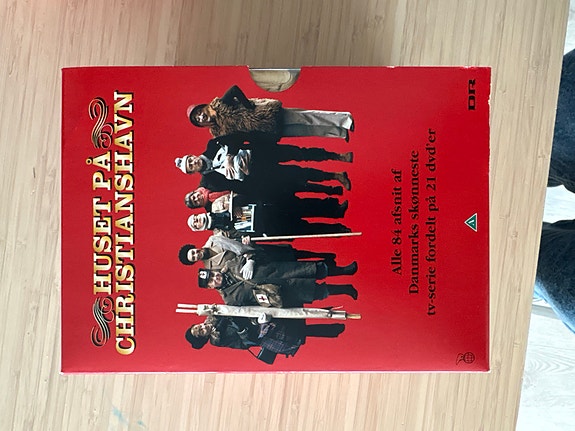 HUSET PÅ
CHRISTIANSHAVN
Alle 84 afsnit af
Danmarks skønneste
tv-serie fordelt på 21 dvd'er
A
DR